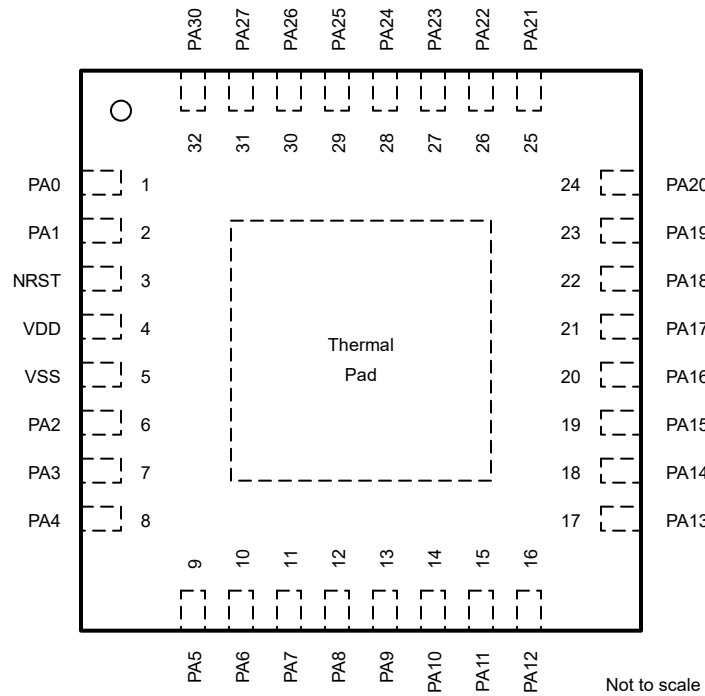 PA30 PA27 PA26 PA25 PA24 PA23 PA22 PA21
32 31 30 29 28 27 26 25
PA0 1 24 PA20
PA1 2 23 PA19
NRST 3 22 PA18
VDD 4 21 PA17
Thermal
Pad
VSS 5 20 PA16
PA2 6 19 PA15
PA3 7 18 PA14
PA4 8 17 PA13
9 10 11 12 13 14 15 16
PA5 PA6 PA7 PA8 PA9 PA10 PA11 PA12
Not to scale